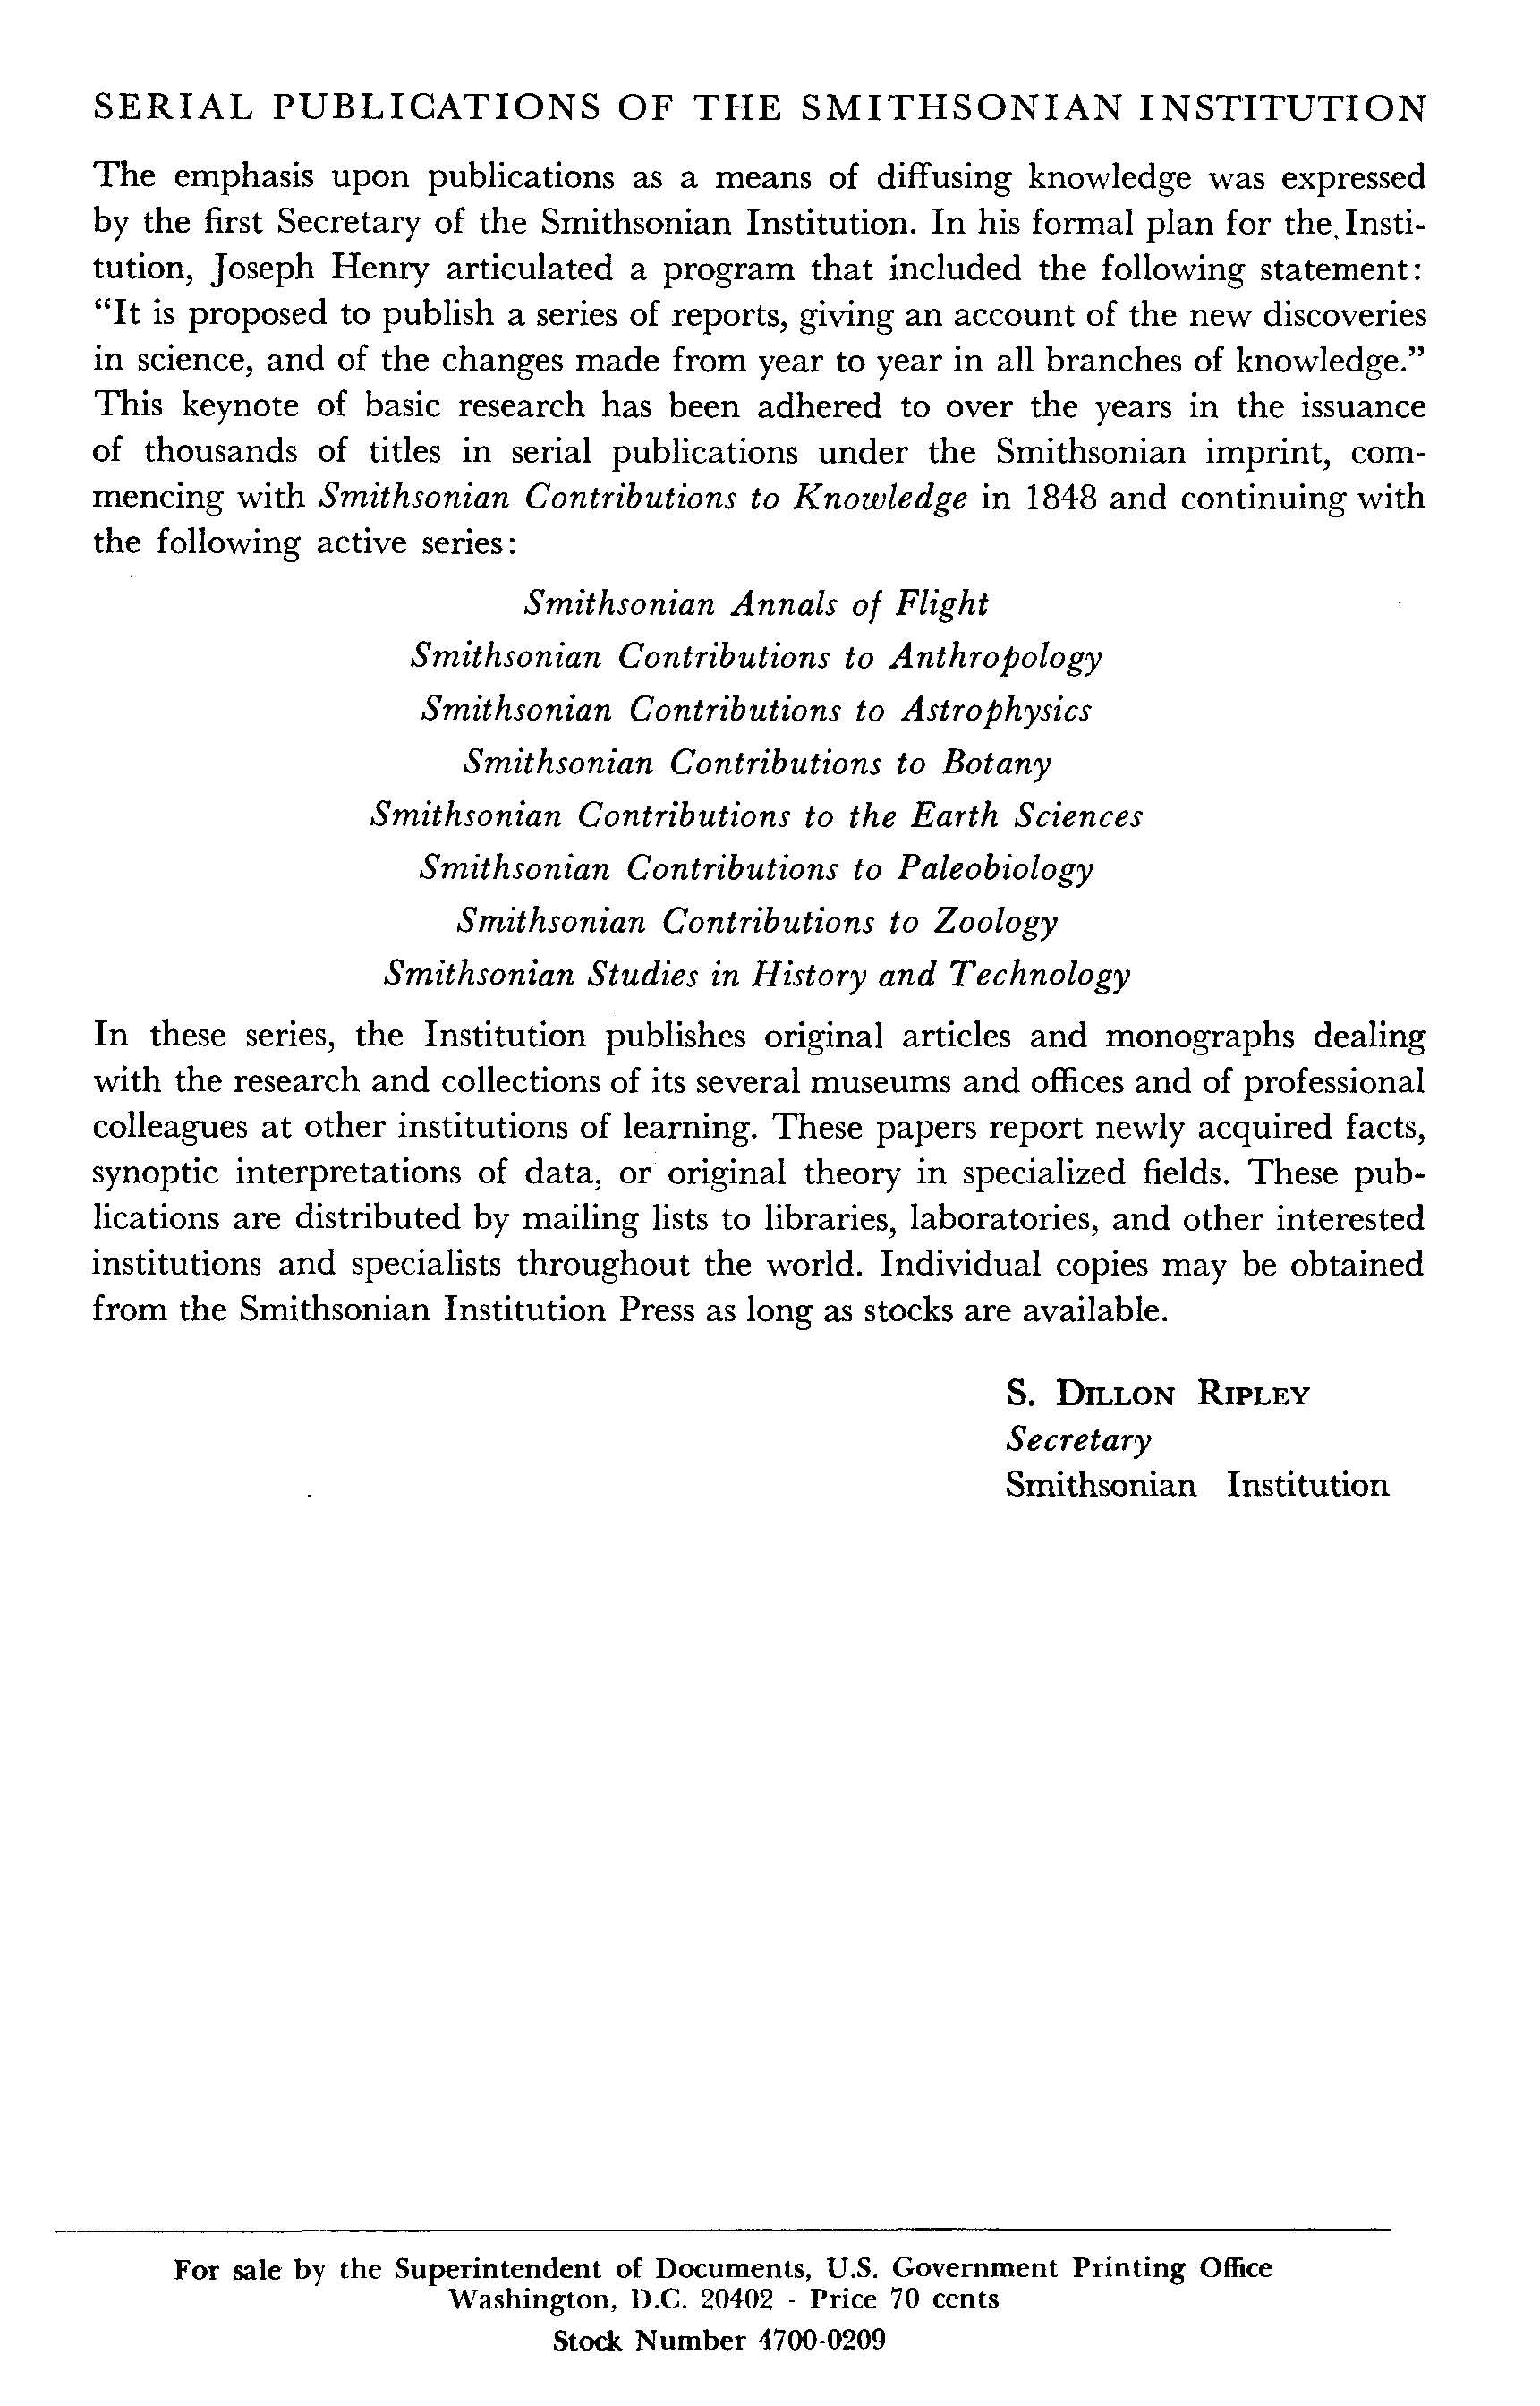 SERIAL PUBLICATIONS OF THE SMITHSONIAN INSTITUTION
The emphasis upon publications as a means of diffusing knowledge was expressed
by the first Secretary of the Smithsonian Institution. In his formal plan for the Insti-
tution, Joseph Henry articulated a program that included the following statement:
“It is proposed to publish a series of reports, giving an account of the new discoveries
in science, and of the changes made from year to year in all branches of knowledge.”
This keynote of basic research has been adhered to over the years in the issuance
of thousands of titles in serial publications under the Smithsonian imprint, com-
mencing with Smithsonian Contributions to Knowledge in 1848 and continuing with
the following active series:
Smithsonian Annals of Flight
Smithsonian Contributions to Anthropology
Smithsonian Contributions to Astrophysics
Smithsonian Contributions to Botany
Smithsonian Contributions to the Earth Sciences
Smithsonian Contributions to Paleobiology
Smithsonian Contributions to Zoology
Smithsonian Studies in History and Technology
In these series, the Institution publishes original articles and monographs dealing
with the research and collections of its several museums and offices and of professional
colleagues at other institutions of learning. These papers report newly acquired facts,
synoptic interpretations of data, or original theory in specialized fields. These pub-
lications are distributed by mailing lists to libraries, laboratories, and other interested
institutions and specialists throughout the world. Individual copies may be obtained
from the Smithsonian Institution Press as long as stocks are available.
S. DILLON RIPLEY
Secretary
Smithsonian Institution
For sale by the Superintendent of Documents, U.S. Government Printing Office
Washington, D.C. 20402 - Price 70 cents
Stock Number 4700-0209